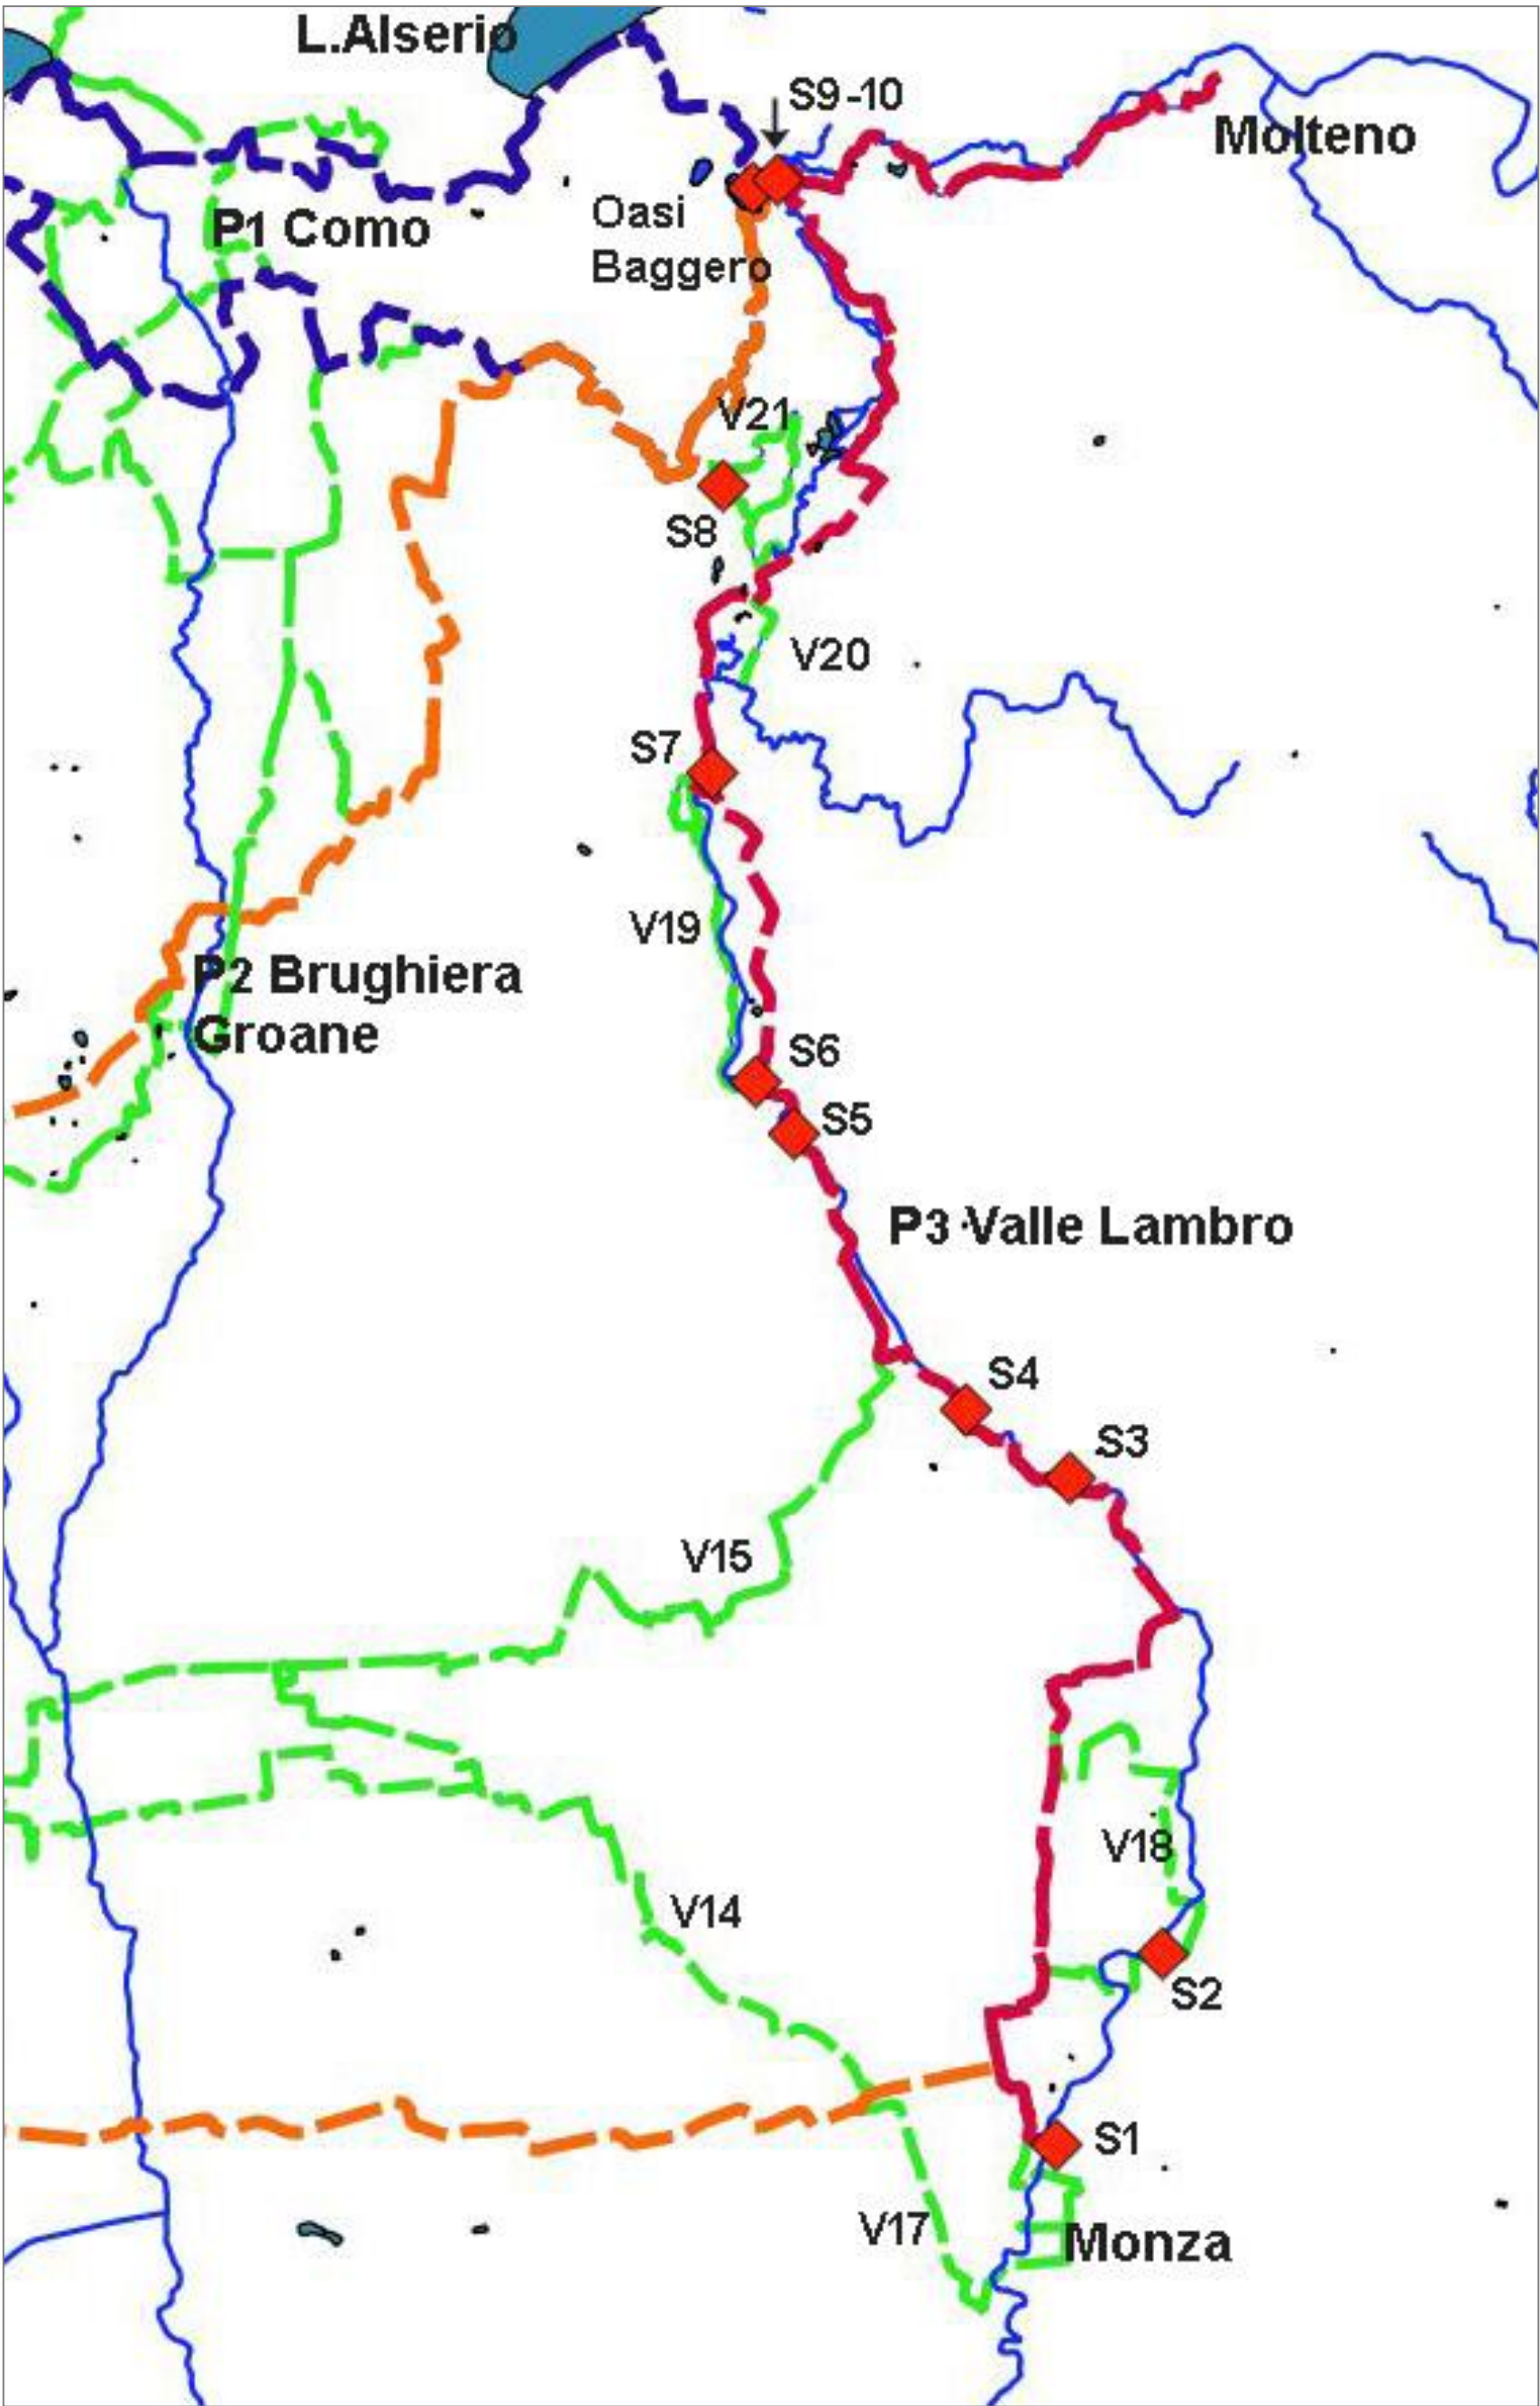 L.Alserio
S9-10
Molteno
P1 Como
Oasi
Baggero
V21
S8
V20
S7
V19
P2 Brughiera
Groane
S6
S5
P3 Valle Lambro
S4
S3
V15
V18
V14
S2
S1
V17
Monza